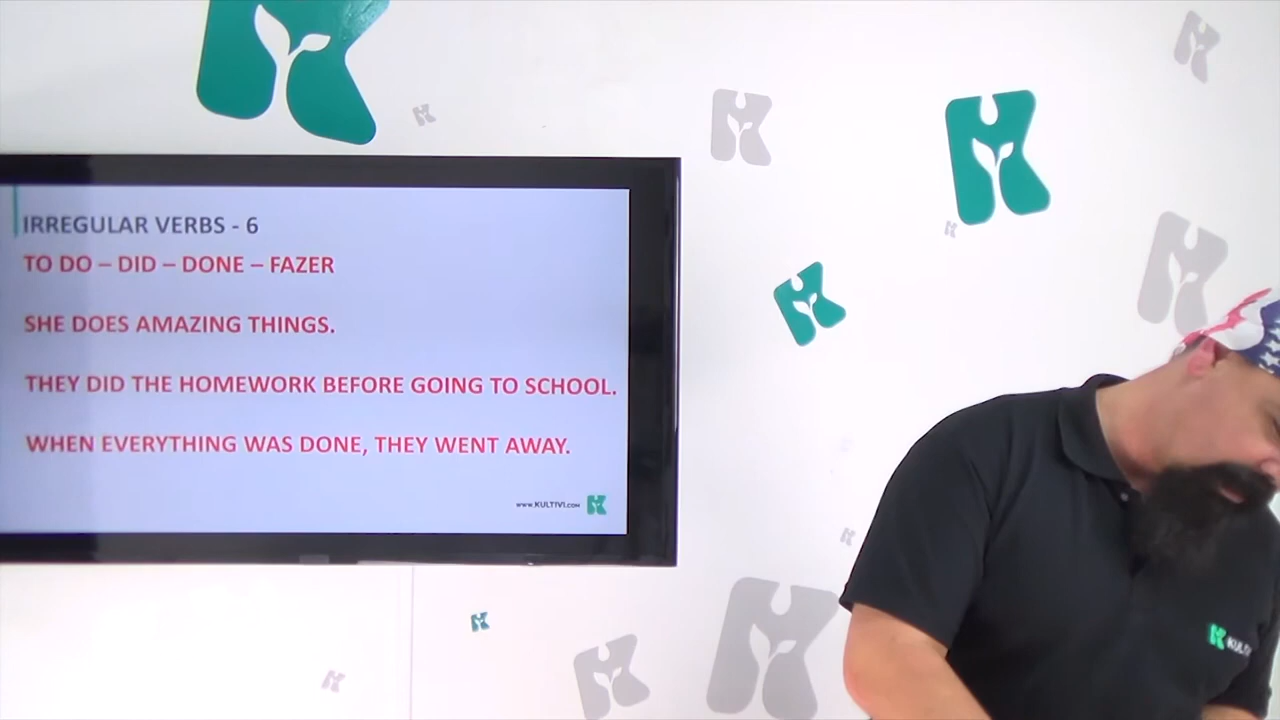 IRREGULAR VERBS - 6
TO DO – DID – DONE – FAZER
SHE DOES AMAZING THINGS.
THEY DID THE HOMEWORK BEFORE GOING TO SCHOOL.
WHEN EVERYTHING WAS DONE, THEY WENT AWAY.
www.KULTIVI.com
KULTIVI